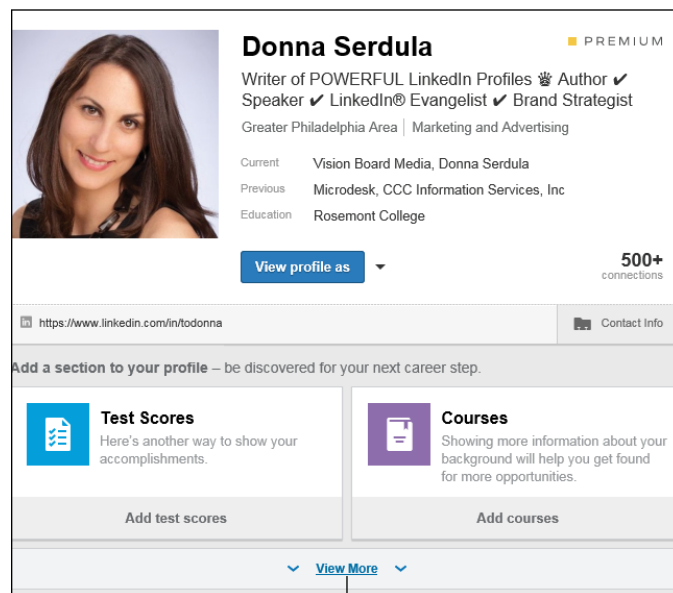 Donna Serdula
PREMIUM
Writer of POWERFUL LinkedIn Profiles ♕ Author ✔
Speaker ✔ LinkedIn® Evangelist ✔ Brand Strategist
Greater Philadelphia Area | Marketing and Advertising
Current Vision Board Media, Donna Serdula
Previous Microdesk, CCC Information Services, Inc
Education Rosemont College
View profile as
500+
connections
in https://www.linkedin.com/in/todonna
Contact Info
Add a section to your profile – be discovered for your next career step.
Test Scores
Here's another way to show your
accomplishments.
Add test scores
Courses
Showing more information about your
background will help you get found
for more opportunities.
Add courses
View More